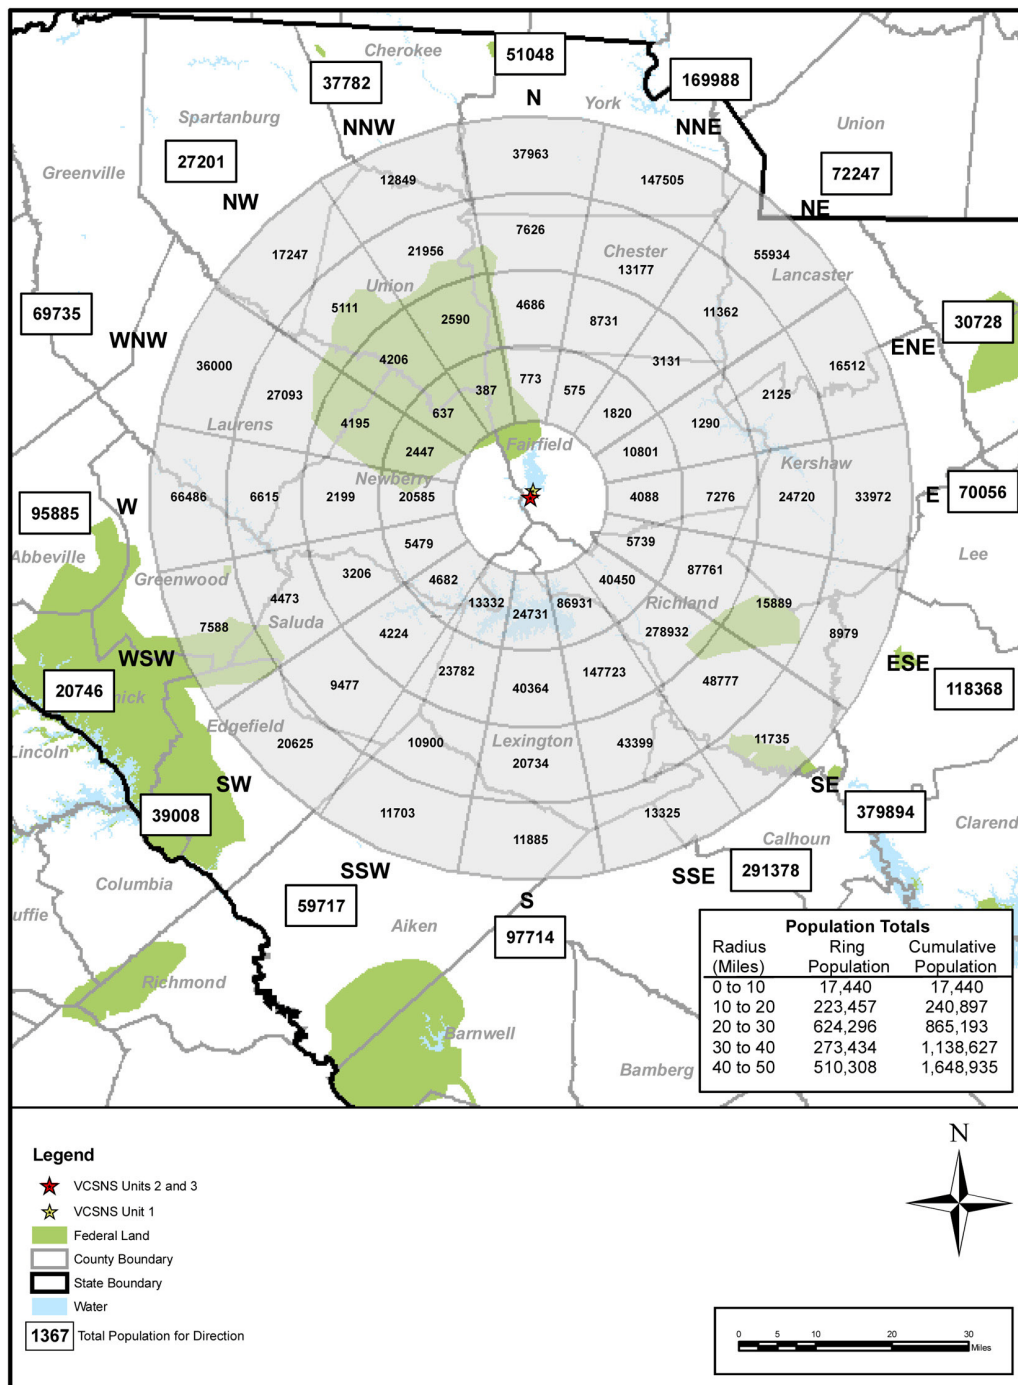 Cherokee
51048
37782
169988
N
York
NNW
NNE
Spartanburg
Union
27201
72247
Greenville
NW
NE
37963
12849
147505
7626
17247
21956
Chester
55934
13177
Lancaster
Union
5111
2590
4686
8731
11362
69735
30728
WNW
ENE
36000
4206
3131
16512
27093
387
773
575
2125
4195
637
1820
1290
Laurens
2447
Fairfield
10801
Kershaw
Newberry
66486
6615
2199
20585
4088
7276
24720
33972
W
E
70056
95885
Abbeville
5479
5739
Lee
3206
87761
Greenwood
4682
40450
4473
13332
24731
86931
Richland
15889
7588
Saluda
4224
278932
8979
WSW
ESE
20746
mick
23782
147723
118368
9477
40364
48777
Edgefield
20625
10900
Lexington
43399
11735
Lincoln
20734
SW
SE
39008
11703
11885
13325
379894
Clarend
Calhoun
SSW
SSE
291378
Columbia
S
59717
uffie
Aiken
97714
Richmond
Barnwell
Bamberg
Population Totals
Radius Ring Cumulative
(Miles) Population Population
0 to 10 17,440 17,440
10 to 20 223,457 240,897
20 to 30 624,296 865,193
30 to 40 273,434 1,138,627
40 to 50 510,308 1,648,935
Legend
VCSNS Units 2 and 3
VCSNS Unit 1
Federal Land
County Boundary
State Boundary
Water
1367 Total Population for Direction
N
0 5 10 20 30
Miles